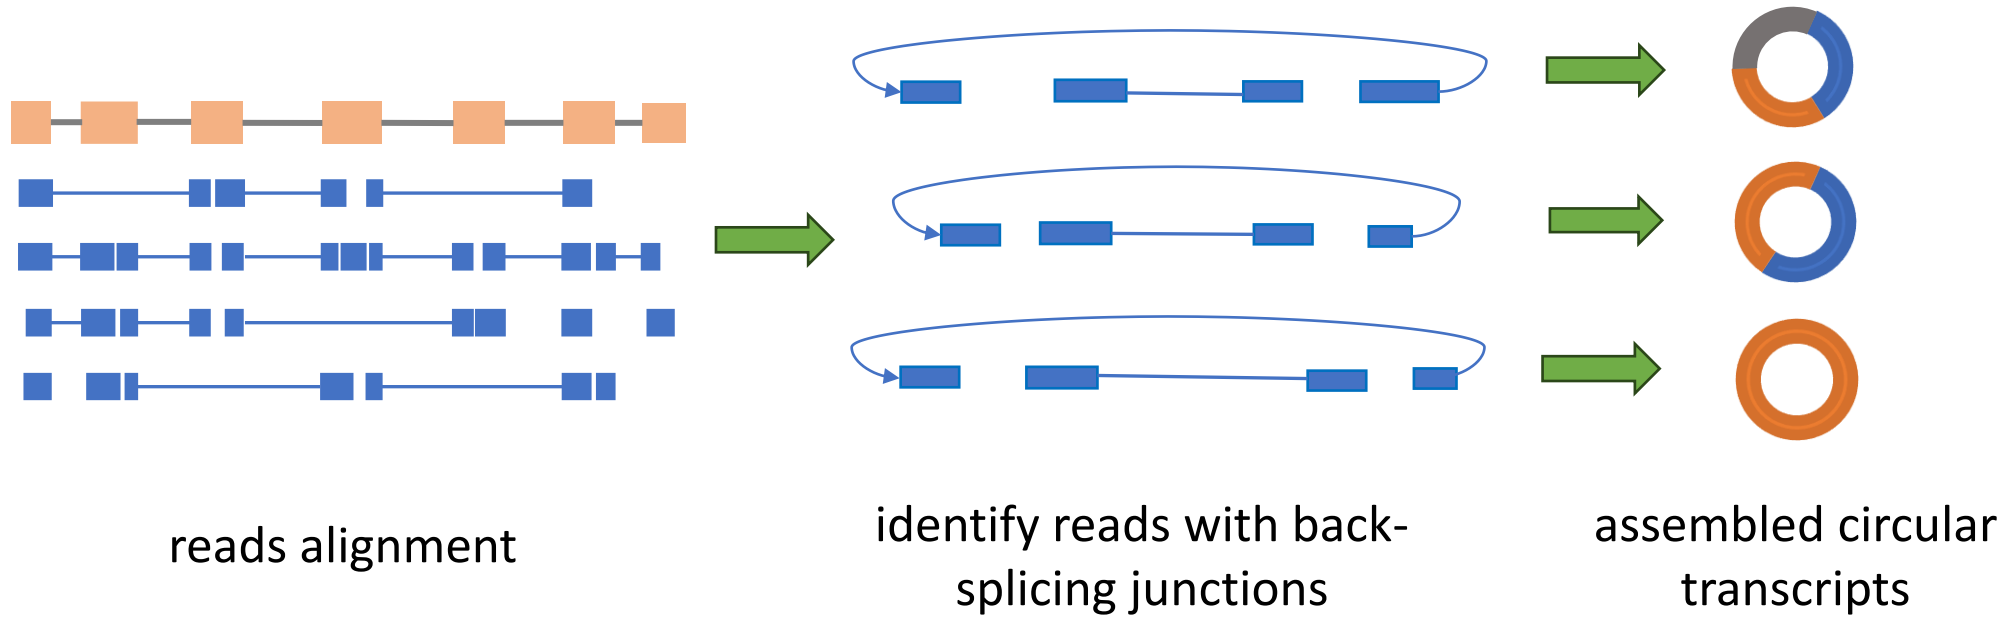 reads alignment
identify reads with back-
splicing junctions
assembled circular
transcripts